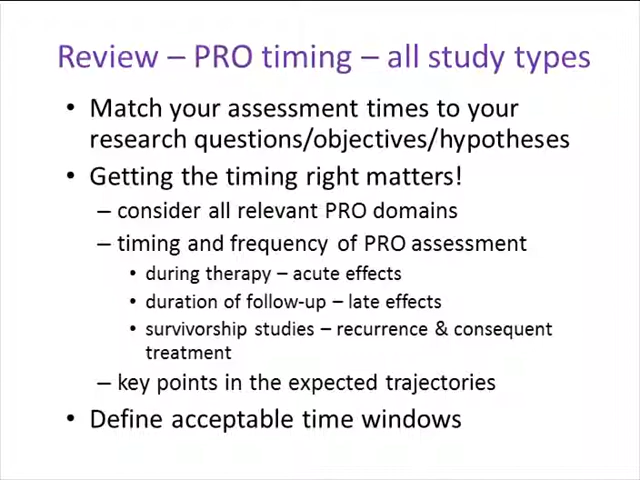 Review – PRO timing – all study types
• Match your assessment times to your
research questions/objectives/hypotheses
• Getting the timing right matters!
– consider all relevant PRO domains
– timing and frequency of PRO assessment
• during therapy – acute effects
• duration of follow-up – late effects
• survivorship studies – recurrence & consequent
treatment
– key points in the expected trajectories
• Define acceptable time windows